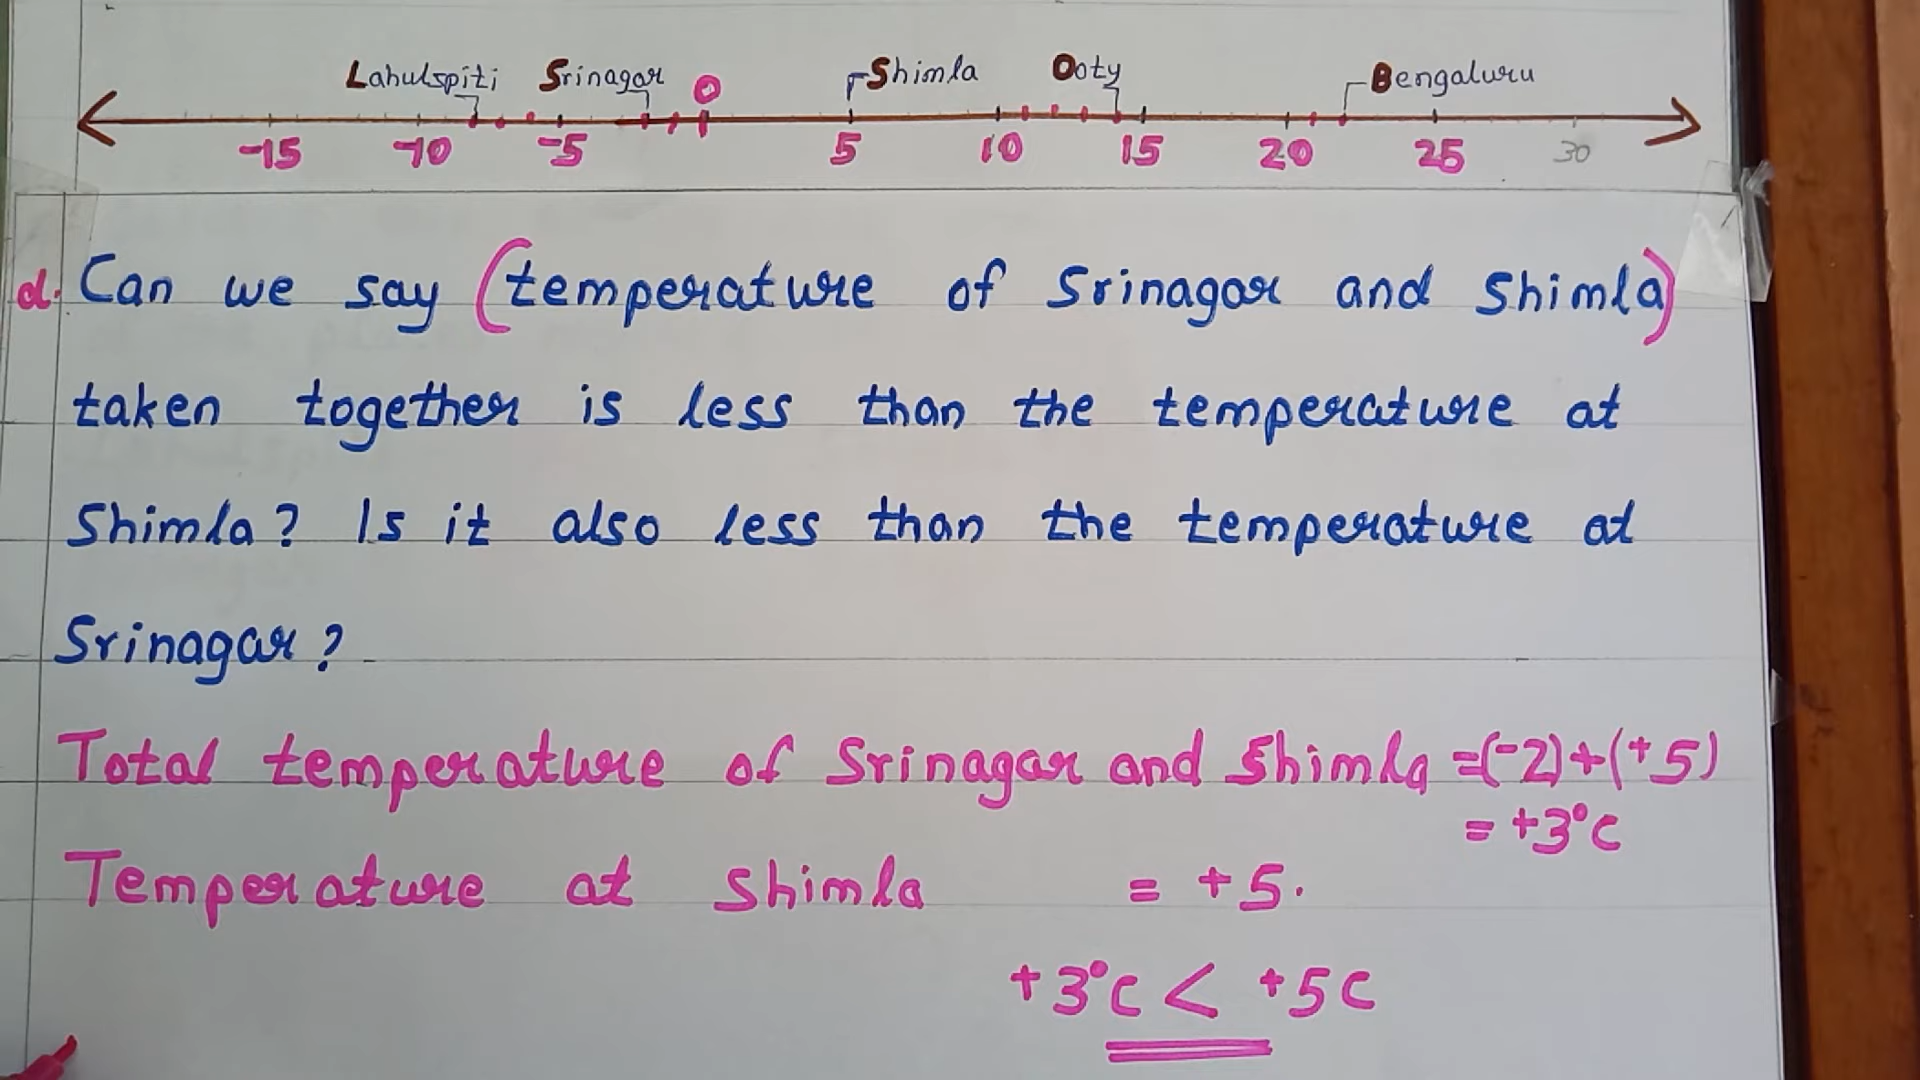 Lahulspiti Srinagar 0 Shimla Ooty Bengaluru
-15 -10 -5 5 10 15 20 25 30
d. Can we say (temperature of Srinagar and Shimla)
taken together is less than the temperature at
Shimla? Is it also less than the temperature at
Srinagar?
Total temperature of Srinagar and Shimla =(-2)+(+5)
= +3°C
Temperature at Shimla = +5.
+3°C < +5C